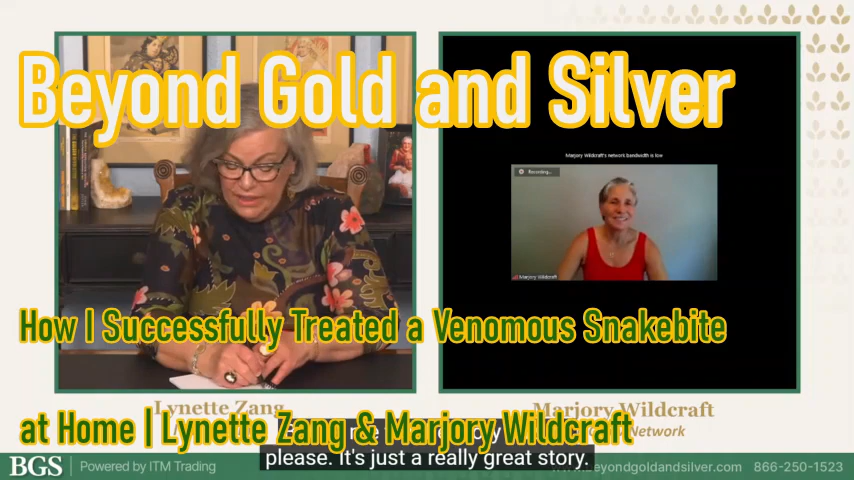 Beyond Gold and Silver
Marjory Wildcraft's network bandwidth is low
Recording...
Marjory Wildcraft
How I Successfully Treated a Venomous Snakebite
Lynette Zang
Marjory Wildcraft
at Home | Lynette Zang & Marjory Wildcraft
Network
please. It's just a really great story.
BGS | Powered by ITM Trading
beyondgoldandsilver.com 866-250-1523